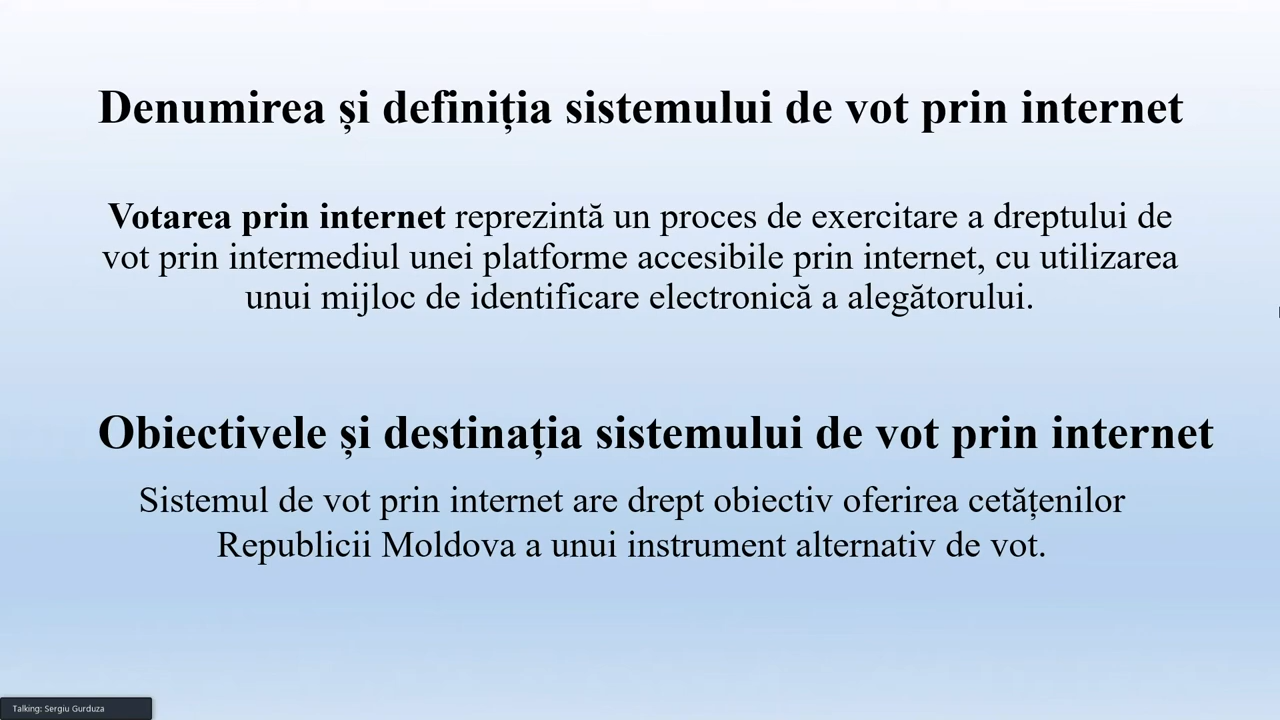 Denumirea și definiția sistemului de vot prin internet
Votarea prin internet reprezintă un proces de exercitare a dreptului de
vot prin intermediul unei platforme accesibile prin internet, cu utilizarea
unui mijloc de identificare electronică a alegătorului.
Obiectivele și destinația sistemului de vot prin internet
Sistemul de vot prin internet are drept obiectiv oferirea cetățenilor
Republicii Moldova a unui instrument alternativ de vot.
Talking: Sergiu Gurduza